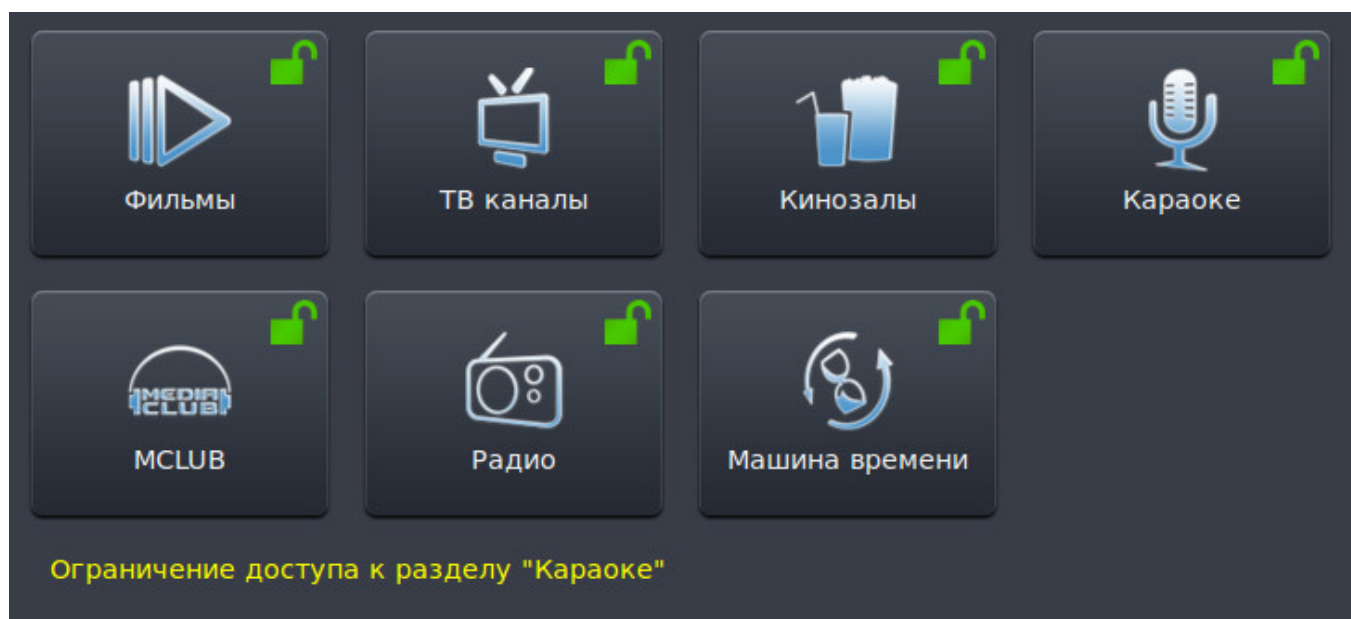 Фильмы
ТВ каналы
Кинозалы
Караоке
MEDIA
CLUB
MCLUB
Радио
Машина времени
Ограничение доступа к разделу "Караоке"